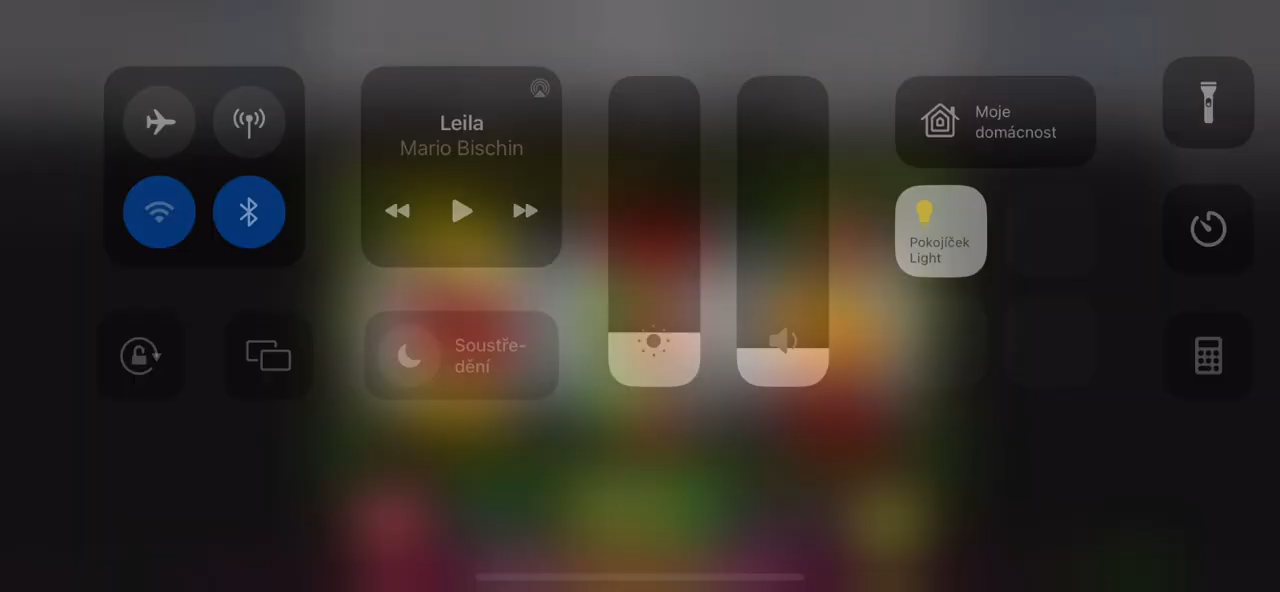 Leila
Mario Bischin
Moje
domácnost
Pokojíček
Light
Soustře-
dění